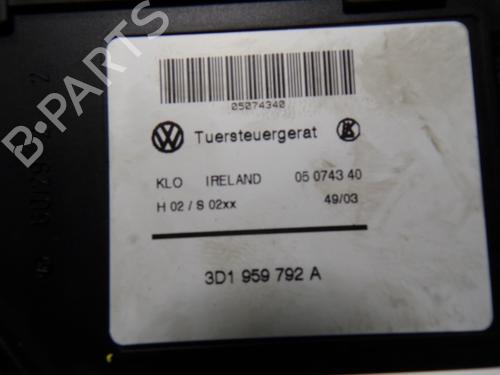 05074340
Tuersteuergerat
KLO IRELAND 05 0743 40
H 02 / S 02xx 49/03
3D1 959 792 A
B-PARTS